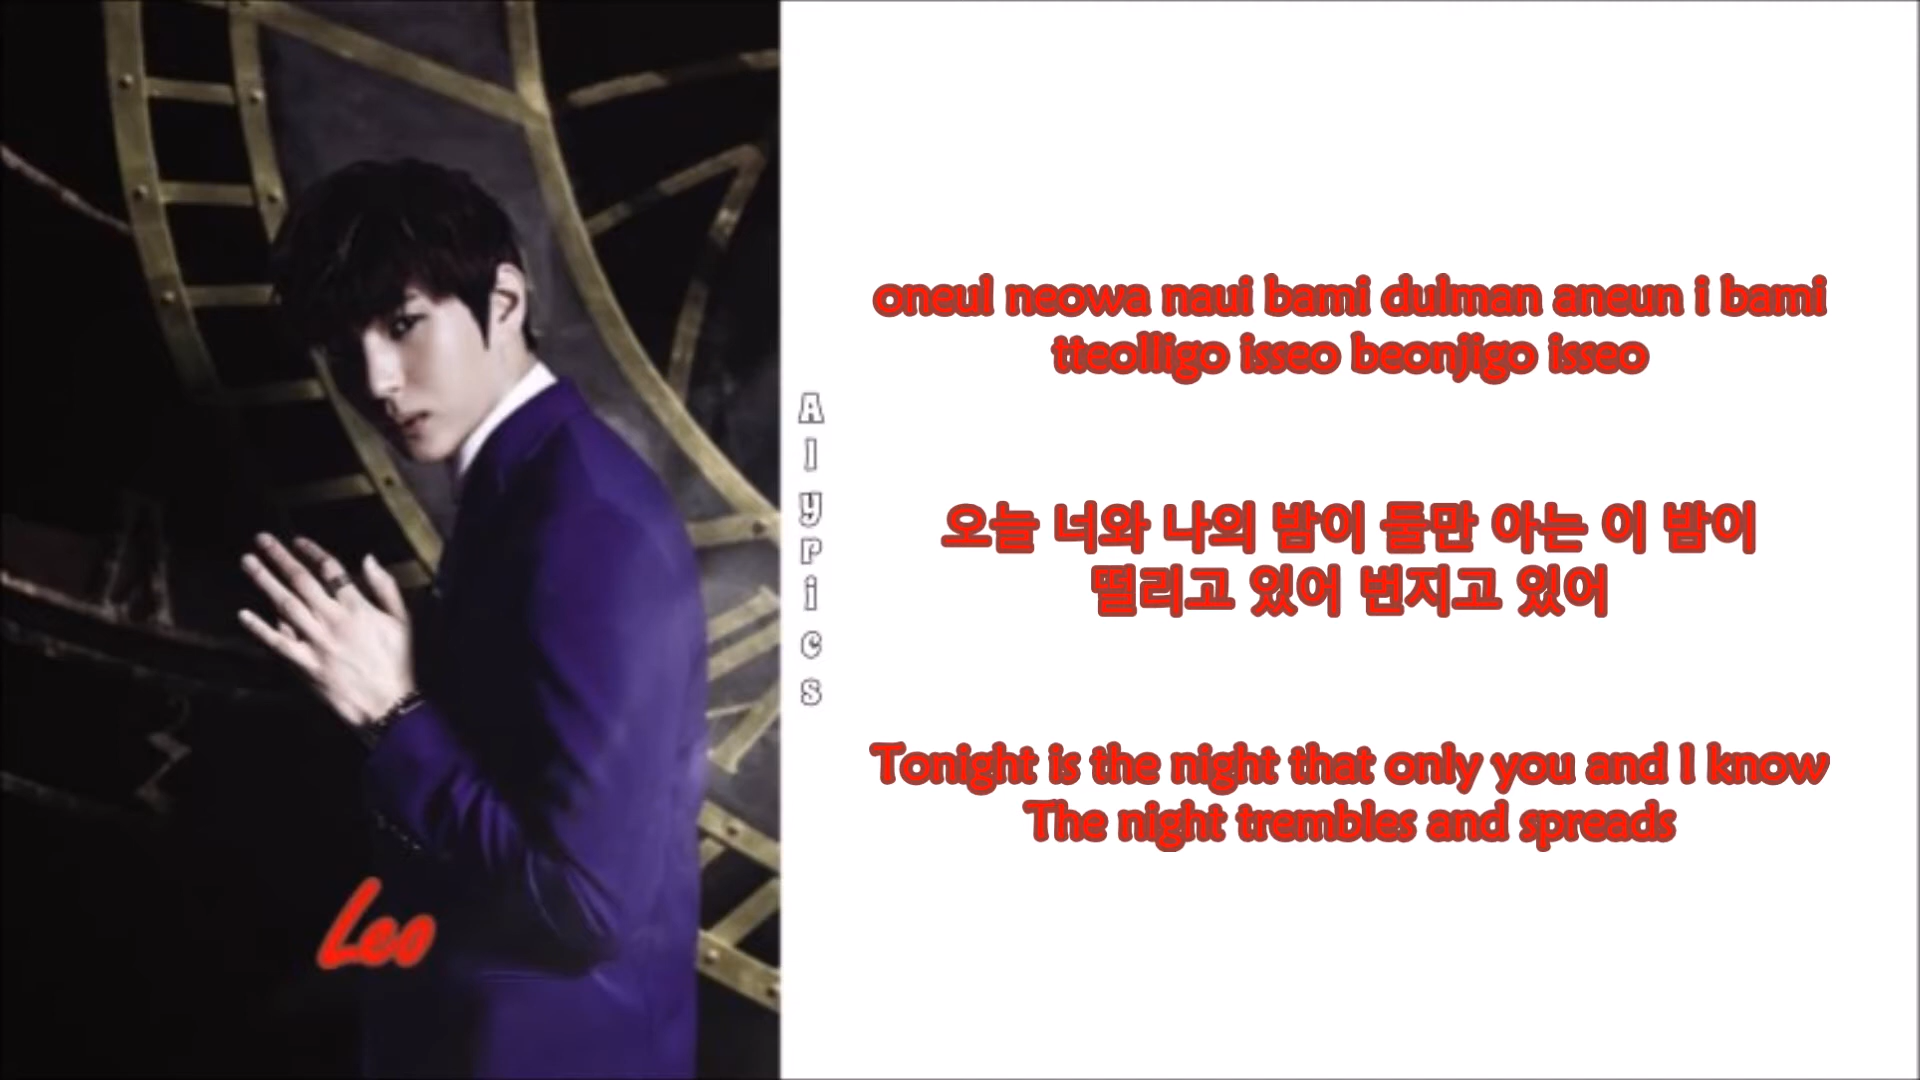 oneul neowa naui bami dulman aneun i bami
tteolligo isseo beonjigo isseo
오늘 너와 나의 밤이 둘만 아는 이 밤이
떨리고 있어 번지고 있어
Tonight is the night that only you and I know
The night trembles and spreads
Alypics
Leo